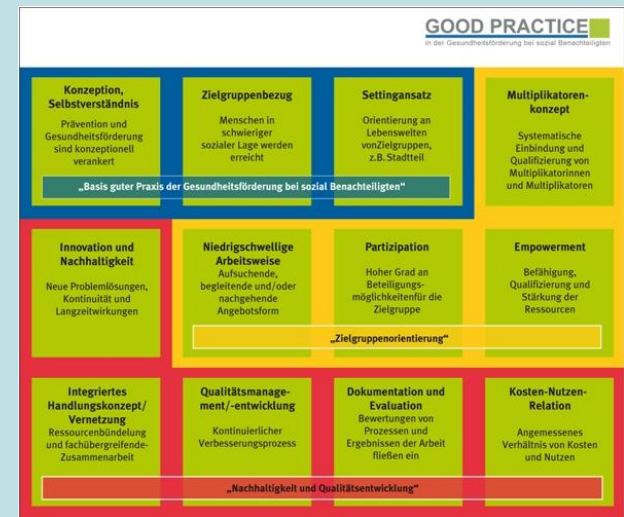 GOOD PRACTICE
in der Gesundheitsförderung bei sozial Benachteiligten
Konzeption,
Selbstverständnis
Prävention und
Gesundheitsförderung
sind konzeptionell
verankert
Zielgruppenbezug
Menschen in
schwieriger
sozialer Lage werden
erreicht
Settingansatz
Orientierung an
Lebenswelten
vonZielgruppen,
z.B. Stadtteil
Multiplikatoren-
konzept
Systematische
Einbindung und
Qualifizierung von
Multiplikatorinnen
und Multiplikatoren
„Basis guter Praxis der Gesundheitsförderung bei sozial Benachteiligten“
Innovation und
Nachhaltigkeit
Neue Problemlösungen,
Kontinuität und
Langzeitwirkungen
Niedrigschwellige
Arbeitsweise
Aufsuchende,
begleitende und/oder
nachgehende
Angebotsform
Partizipation
Hoher Grad an
Beteiligungs-
möglichkeitenfür die
Zielgruppe
Empowerment
Befähigung,
Qualifizierung und
Stärkung der
Ressourcen
„Zielgruppenorientierung“
Integriertes
Handlungskonzept/
Vernetzung
Ressourcenbündelung
und fachübergreifende-
Zusammenarbeit
Qualitätsmanage-
ment/-entwicklung
Kontinuierlicher
Verbesserungsprozess
Dokumentation und
Evaluation
Bewertungen von
Prozessen und
Ergebnissen der Arbeit
fließen ein
Kosten-Nutzen-
Relation
Angemessenes
Verhältnis von Kosten
und Nutzen
„Nachhaltigkeit und Qualitätsentwicklung“